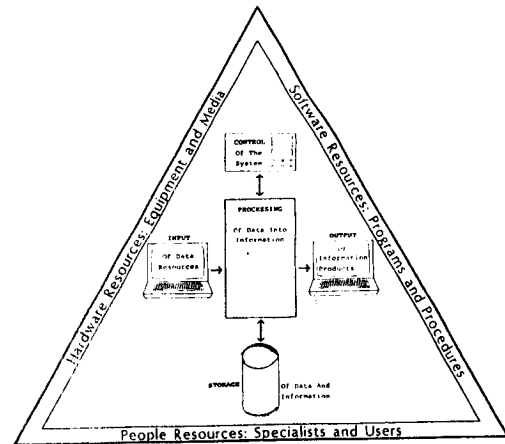 Hardware Resources: Equipment and Media
Software Resources: Programs and Procedures
CONTROL
Of The
System
PROCESSING
Of Data Into
Information
INPUT
Of Data
Resources
OUTPUT
Of
Information
Products
STORAGE
Of Data And
Information
People Resources: Specialists and Users